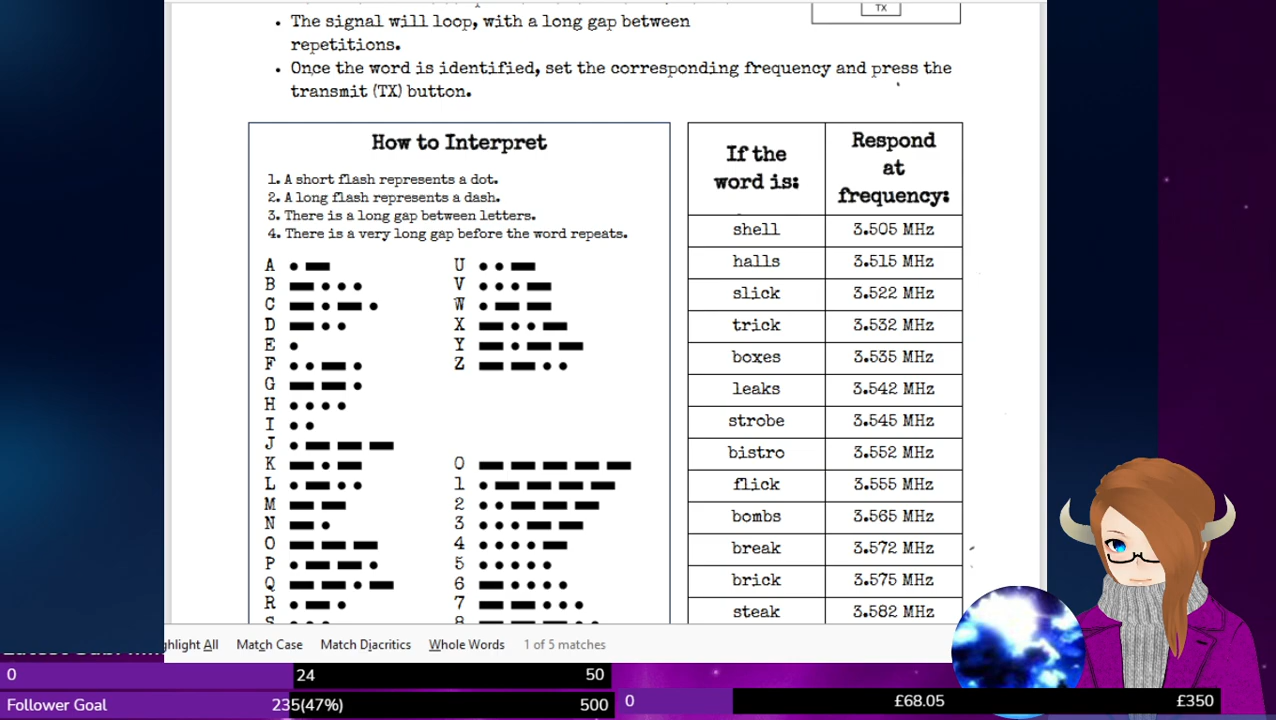 TX
• The signal will loop, with a long gap between
repetitions.
• Once the word is identified, set the corresponding frequency and press the
transmit (TX) button.
How to Interpret
1. A short flash represents a dot.
2. A long flash represents a dash.
3. There is a long gap between letters.
4. There is a very long gap before the word repeats.
A
B
C
D
E
F
G
H
I
J
K
L
M
N
O
P
Q
R
U
V
W
X
Y
Z
0
1
2
3
4
5
6
7
If the word is: Respond at frequency:
shell 3.505 MHz
halls 3.515 MHz
slick 3.522 MHz
trick 3.532 MHz
boxes 3.535 MHz
leaks 3.542 MHz
strobe 3.545 MHz
bistro 3.552 MHz
flick 3.555 MHz
bombs 3.565 MHz
break 3.572 MHz
brick 3.575 MHz
steak 3.582 MHz
ghlight All Match Case Match Diacritics Whole Words 1 of 5 matches
0 24 50
Follower Goal 235(47%) 500 0 £68.05 £350